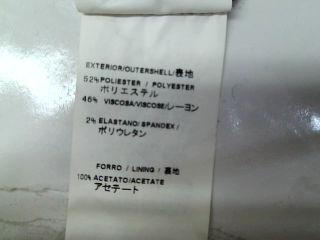 EXTERIOR/OUTERSHELL/表地
52% POLIESTER / POLYESTER
ポリエステル
46% VISCOSA/VISCOSE/レーヨン
2% ELASTANO/SPANDEX/
ポリウレタン
FORRO / LINING / 裏地
100% ACETATO/ACETATE
アセテート